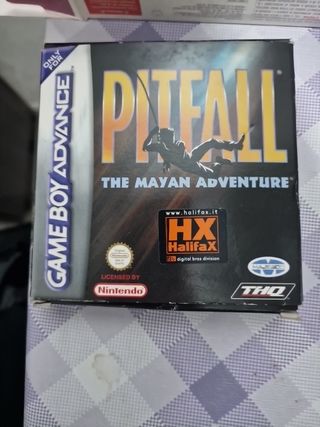 ONLY FOR
GAME BOY ADVANCE
PITFALL
THE MAYAN ADVENTURE
www.halifax.it
HX
HalifaX
digital bros division
LICENSED BY
Nintendo
THQ